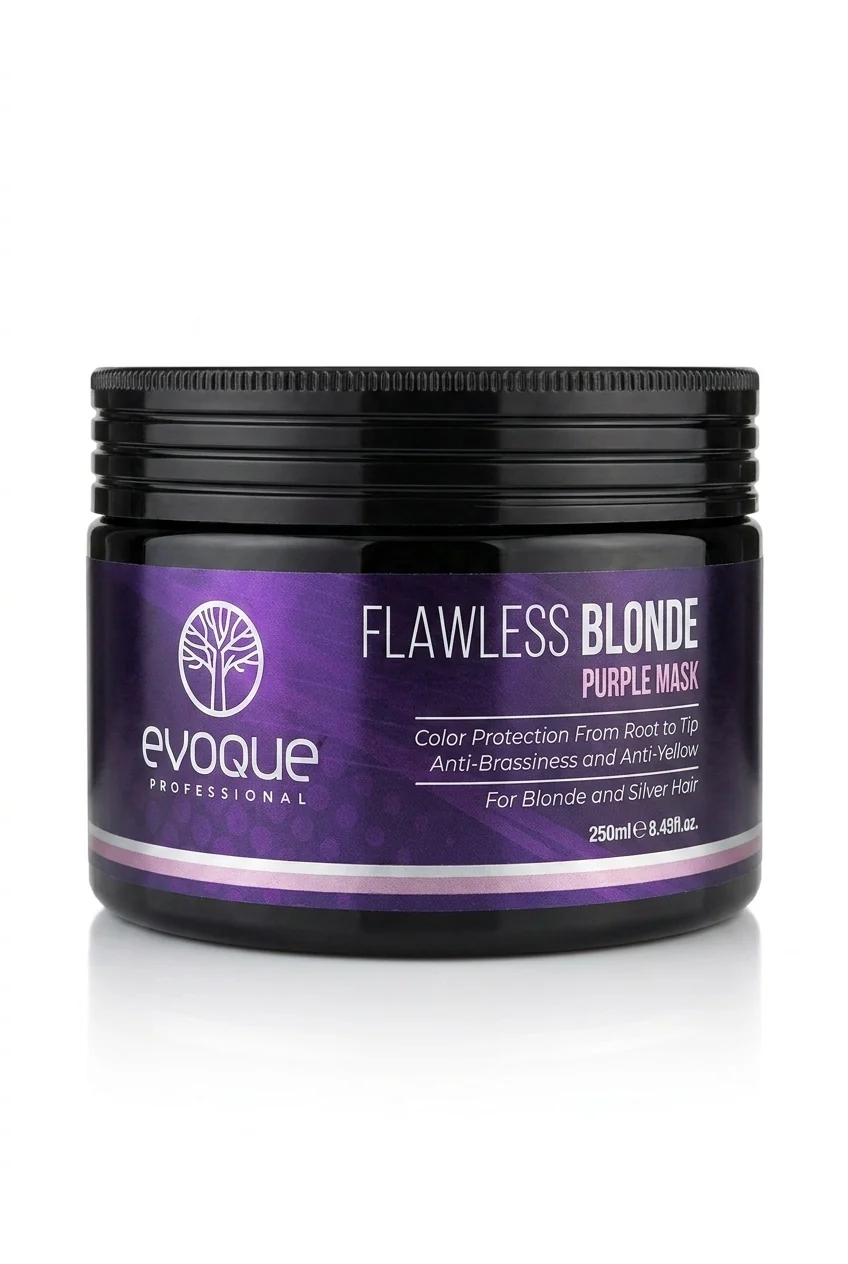 evoque
PROFESSIONAL
FLAWLESS BLONDE
PURPLE MASK
Color Protection From Root to Tip
Anti-Brassiness and Anti-Yellow
For Blonde and Silver Hair
250ml ℮ 8.49fl.oz.